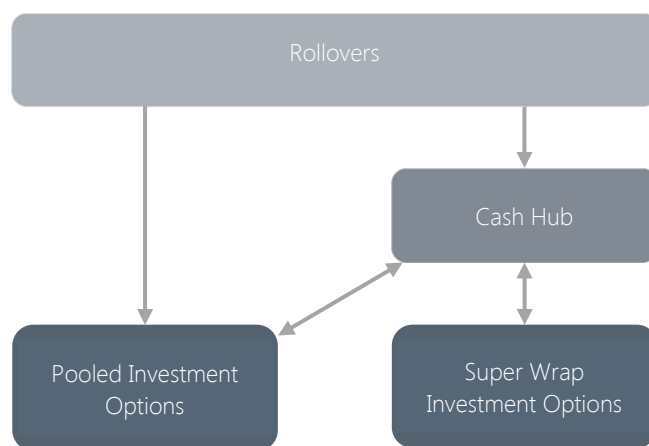 Rollovers
Cash Hub
Pooled Investment
Options
Super Wrap
Investment Options